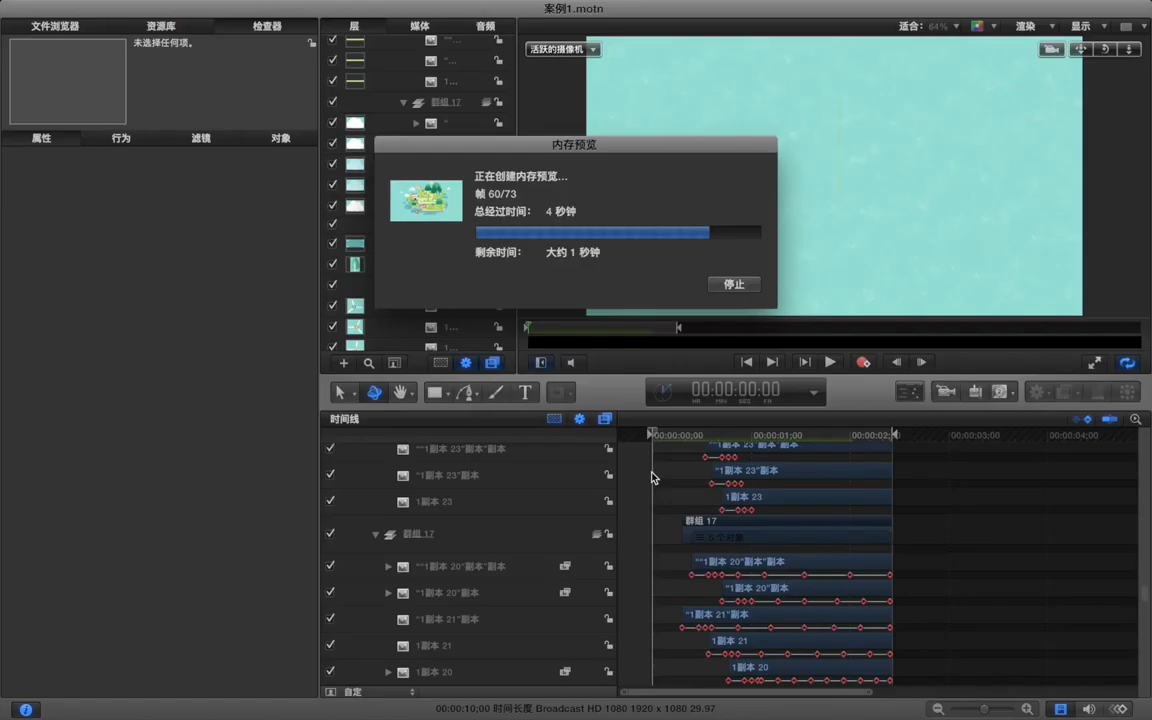 案例1.motn
文件浏览器 资源库 检查器
未选择任何项。
属性 行为 滤镜 对象
层 媒体 音频
群组 17
适合: 64% 渲染 显示
活跃的摄像机
内存预览
正在创建内存预览...
帧 60/73
总经过时间: 4 秒钟
剩余时间: 大约 1 秒钟
停止
00:00:00:00
HR MIN SEC FR
T
时间线
00:00:00;00 00:00:01;00 00:00:02; 00:00:03;00 00:00:04;00
""1副本 23"副本
"1副本 23"副本
"1副本 23"副本
1副本 23
1副本 23
群组 17
群组 17
5 个对象
""1副本 20"副本"副本
""1副本 20"副本"副本
"1副本 20"副本
"1副本 20"副本
"1副本 21"副本
"1副本 21"副本
1副本 21
1副本 21
1副本 20
1副本 20
自定
00:00:10;00 时间长度 Broadcast HD 1080 1920 x 1080 29.97